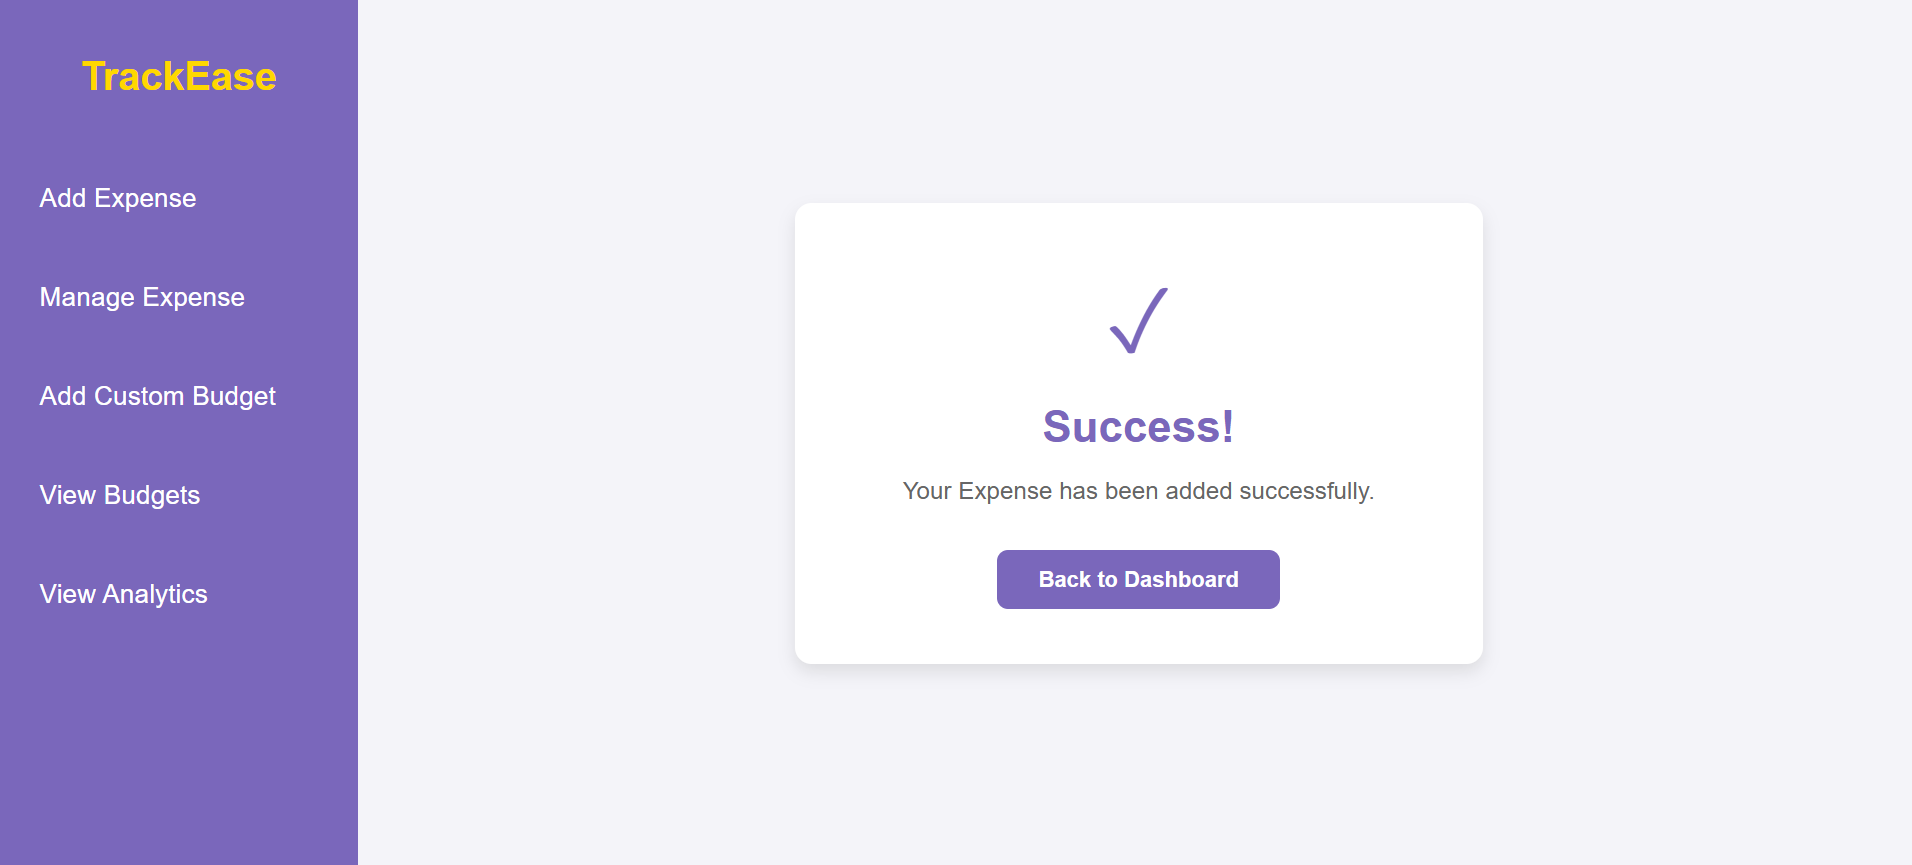 TrackEase
Add Expense
Manage Expense
Add Custom Budget
View Budgets
View Analytics
Success!
Your Expense has been added successfully.
Back to Dashboard